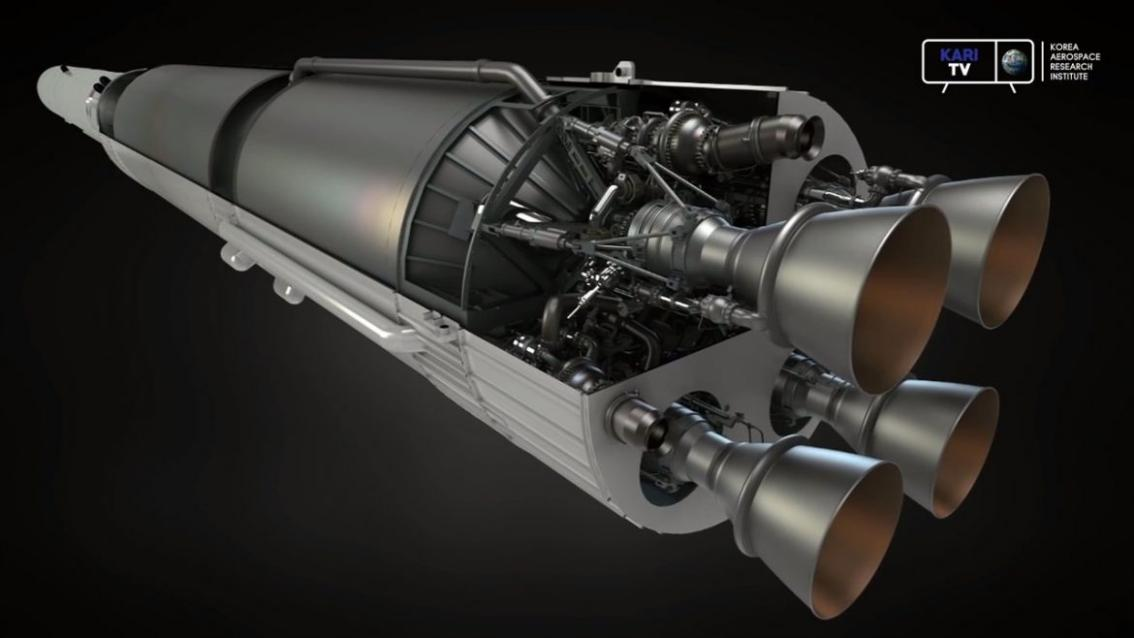 KARI
TV
KOREA
AEROSPACE
RESEARCH
INSTITUTE